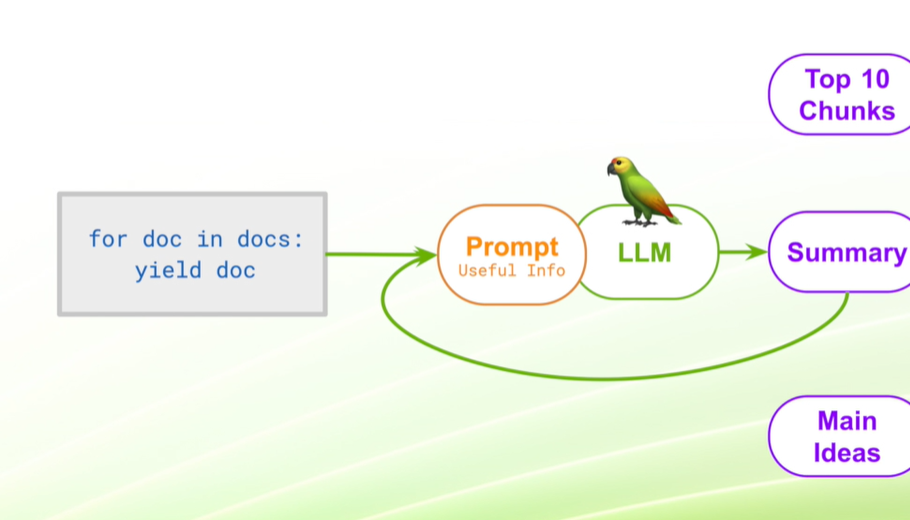 Top 10
Chunks
for doc in docs:
yield doc
Prompt
Useful Info
LLM
Summary
Main
Ideas